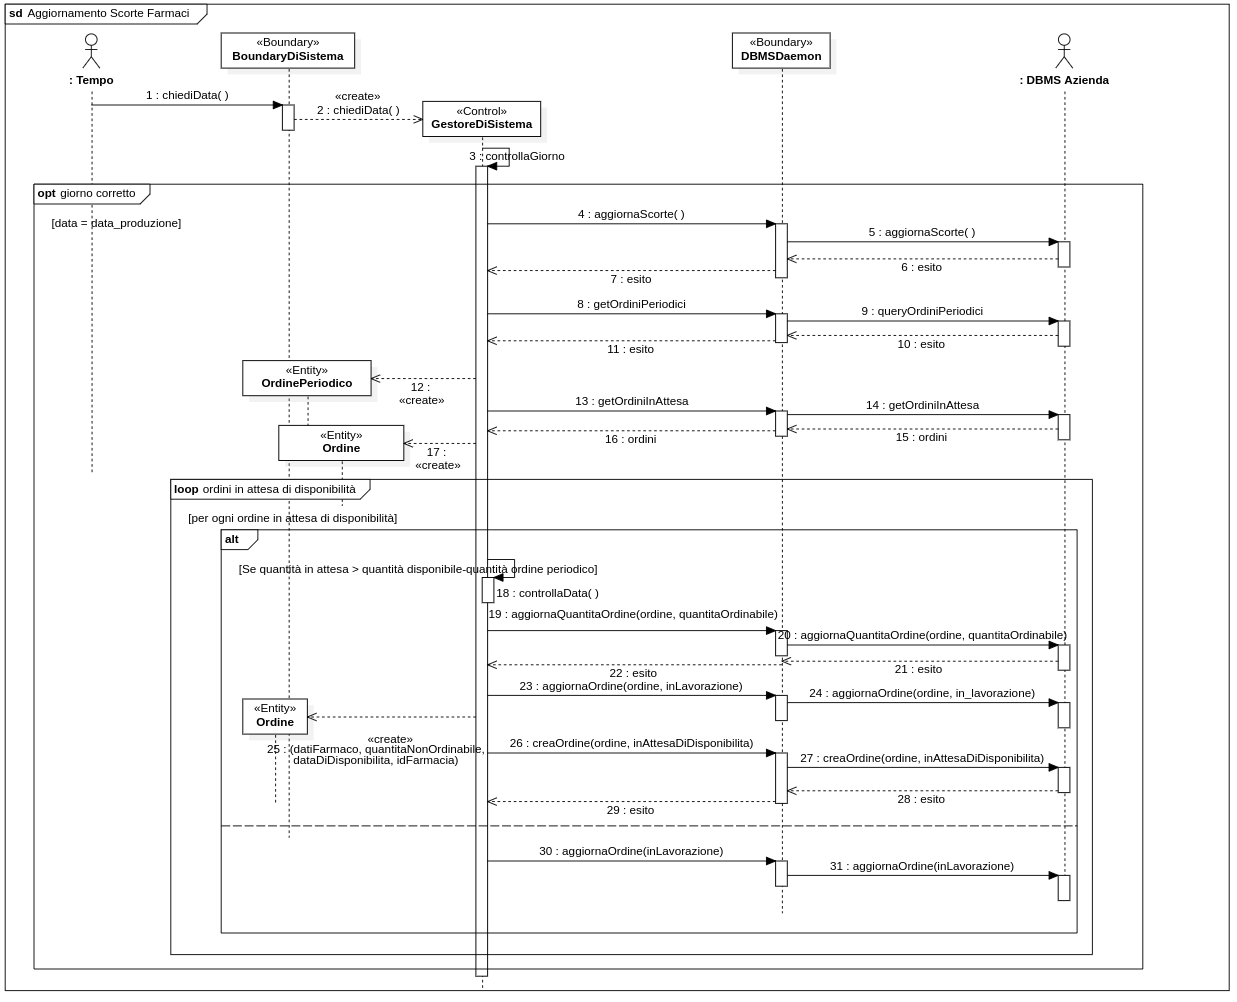 sd Aggiornamento Scorte Farmaci
: Tempo
«Boundary»
BoundaryDiSistema
«Boundary»
DBMSDaemon
: DBMS Azienda
1 : chiediData( )
«create»
2 : chiediData( )
«Control»
GestoreDiSistema
3 : controllaGiorno
opt giorno corretto
[data = data_produzione]
4 : aggiornaScorte( )
5 : aggiornaScorte( )
6 : esito
7 : esito
8 : getOrdiniPeriodici
9 : queryOrdiniPeriodici
10 : esito
11 : esito
«Entity»
OrdinePeriodico
12 :
«create»
13 : getOrdiniInAttesa
14 : getOrdiniInAttesa
15 : ordini
16 : ordini
«Entity»
Ordine
17 :
«create»
loop ordini in attesa di disponibilità
[per ogni ordine in attesa di disponibilità]
alt
[Se quantità in attesa > quantità disponibile-quantità ordine periodico]
18 : controllaData( )
19 : aggiornaQuantitaOrdine(ordine, quantitaOrdinabile)
20 : aggiornaQuantitaOrdine(ordine, quantitaOrdinabile)
21 : esito
22 : esito
23 : aggiornaOrdine(ordine, inLavorazione)
24 : aggiornaOrdine(ordine, in_lavorazione)
«Entity»
Ordine
«create»
25 : (datiFarmaco, quantitaNonOrdinabile,
dataDiDisponibilita, idFarmacia)
26 : creaOrdine(ordine, inAttesaDiDisponibilita)
27 : creaOrdine(ordine, inAttesaDiDisponibilita)
28 : esito
29 : esito
30 : aggiornaOrdine(inLavorazione)
31 : aggiornaOrdine(inLavorazione)